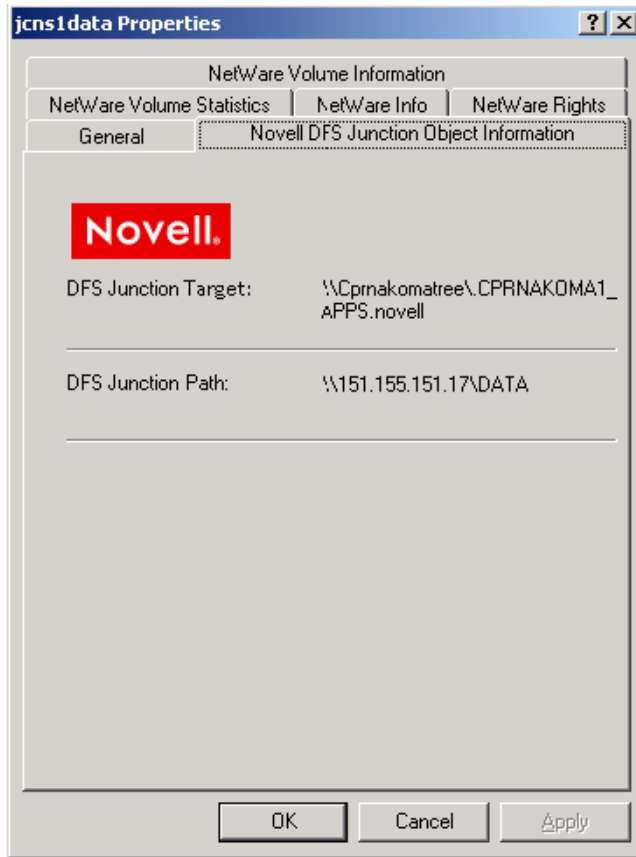 jcns1data Properties
NetWare Volume Information
NetWare Volume Statistics NetWare Info NetWare Rights
General Novell DFS Junction Object Information
Novell.
DFS Junction Target: \\Cprnakomatree\.CPRNAKOMA1_
APPS.novell
DFS Junction Path: \\151.155.151.17\DATA
OK Cancel Apply